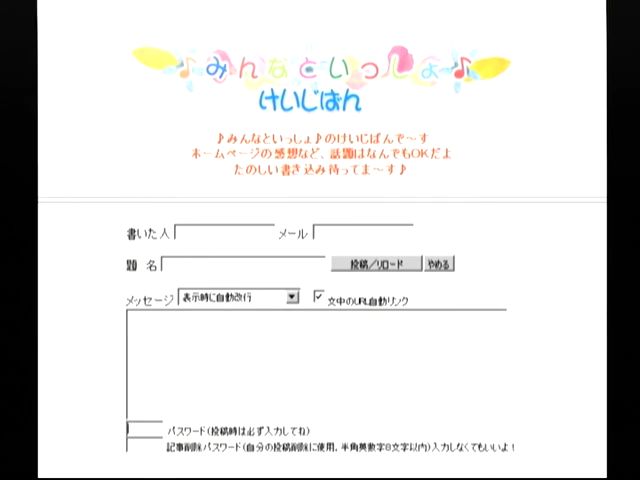 ♪みんなといっしょ♪
けいじばん
♪みんなといっしょ♪のけいじばんで〜す
ホームページの感想など、話題はなんでもOKだよ
たのしい書き込み待ってま〜す♪
書いた人 メール
題 名 投稿/リロード やめる
メッセージ 表示時に自動改行 ✓ 文中のURL自動リンク
パスワード(投稿時は必ず入力してね)
記事削除パスワード(自分の投稿削除に使用。半角英数字8文字以内)入力しなくてもいいよ!